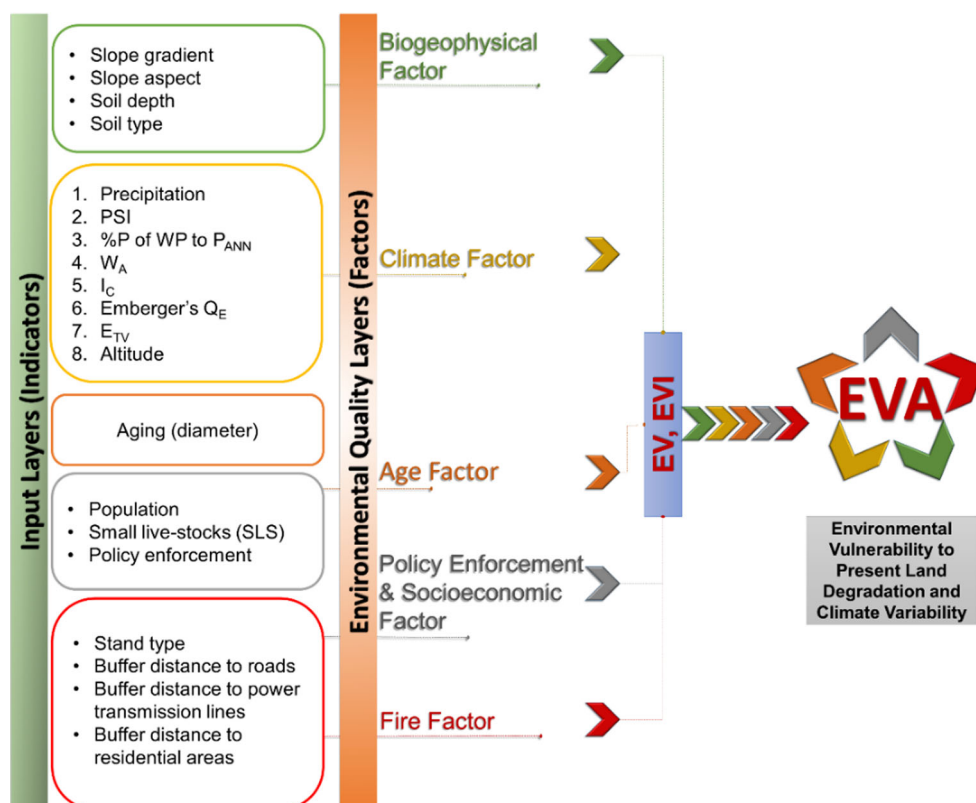 Input Layers (Indicators)
• Slope gradient
• Slope aspect
• Soil depth
• Soil type
1. Precipitation
2. PSI
3. %P of WP to PANN
4. WA
5. IC
6. Emberger’s QE
7. ETV
8. Altitude
Aging (diameter)
• Population
• Small live-stocks (SLS)
• Policy enforcement
• Stand type
• Buffer distance to roads
• Buffer distance to power
transmission lines
• Buffer distance to
residential areas
Environmental Quality Layers (Factors)
Biogeophysical
Factor
Climate Factor
Age Factor
Policy Enforcement
& Socioeconomic
Factor
Fire Factor
EV, EVI
EVA
Environmental
Vulnerability to
Present Land
Degradation and
Climate Variability